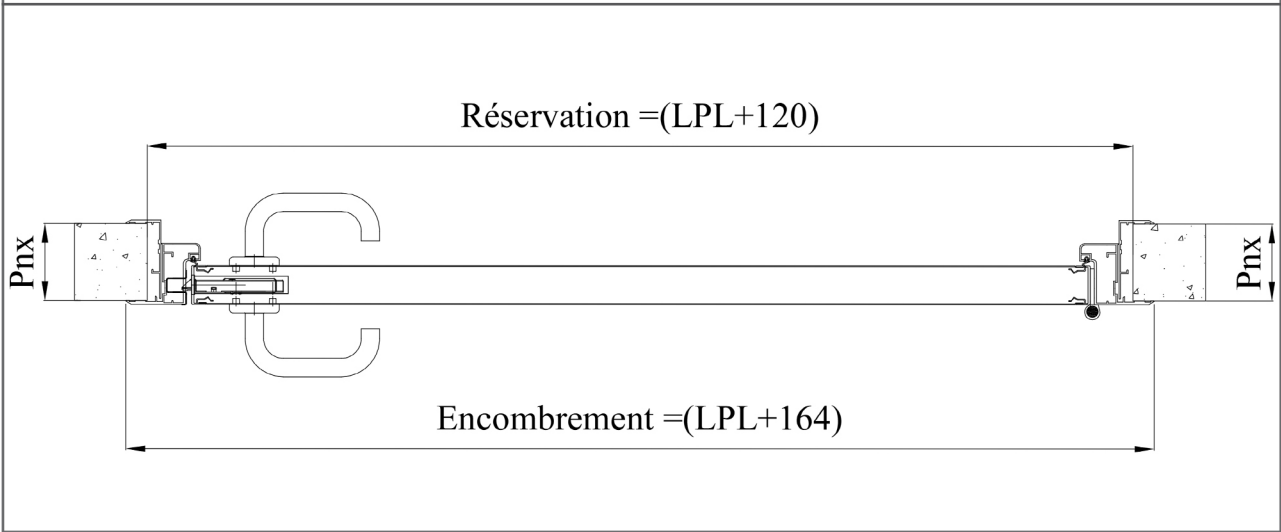 Réservation =(LPL+120)
Pnx
Pnx
Encombrement =(LPL+164)